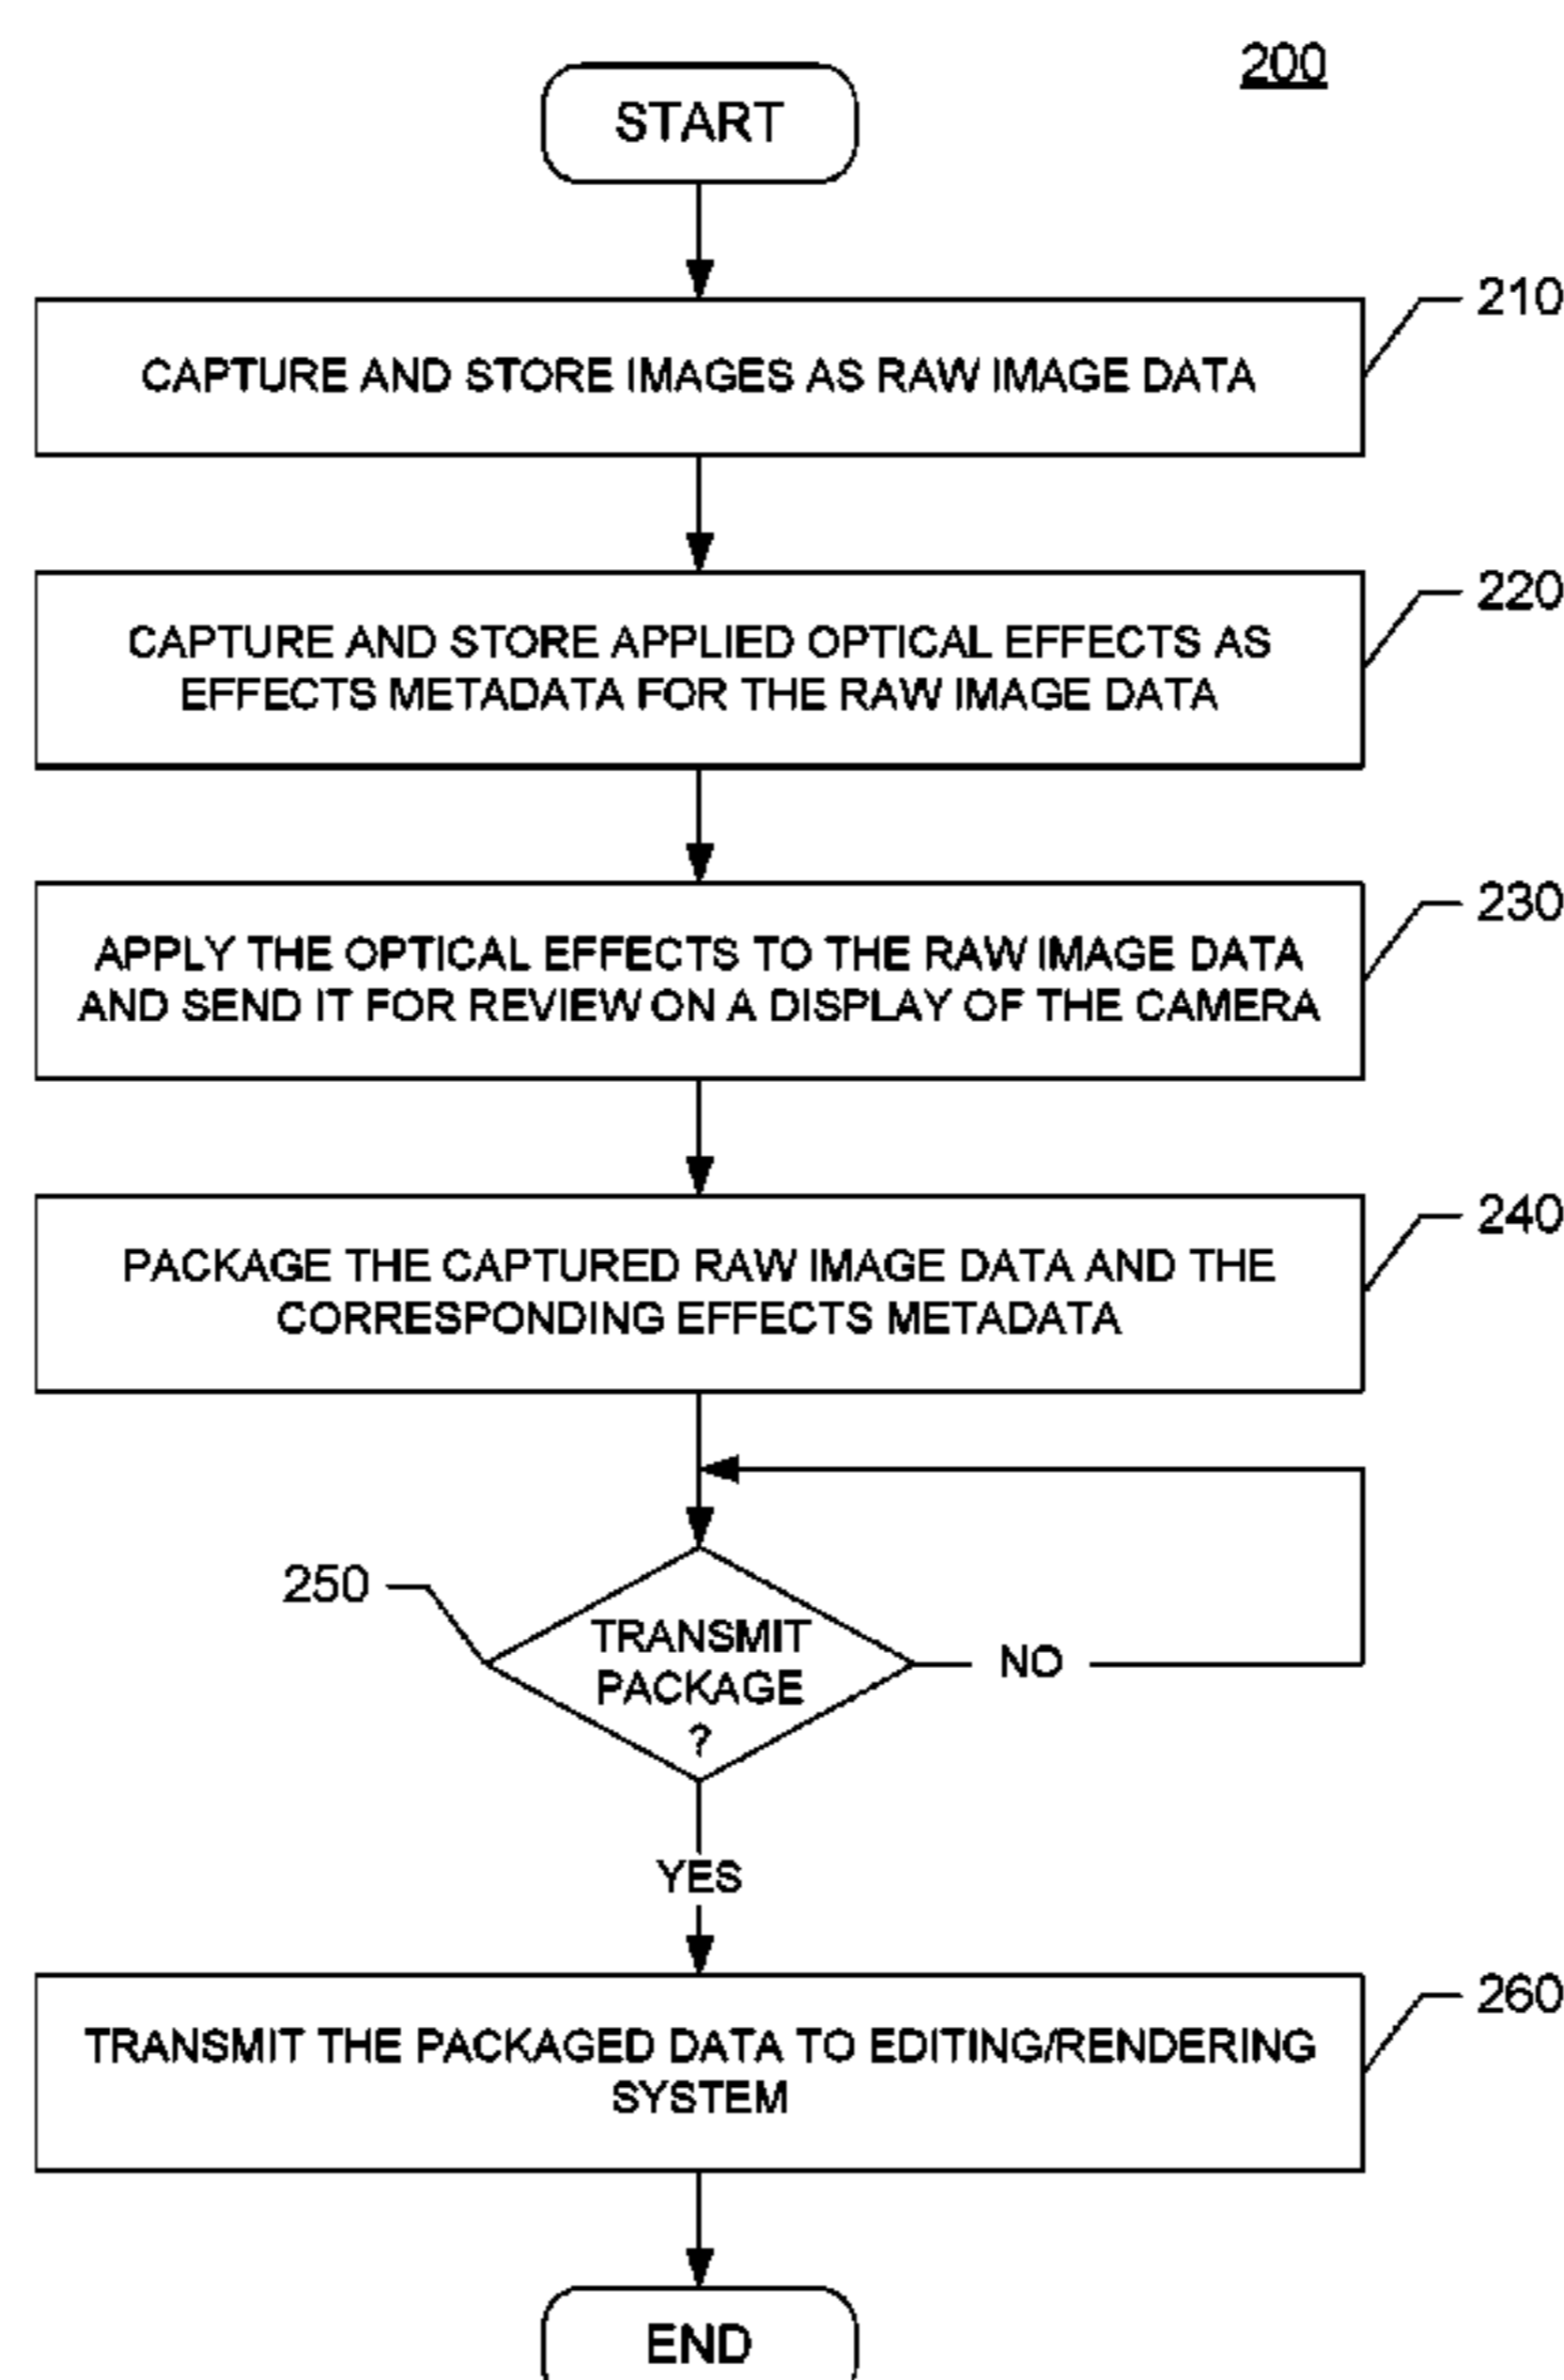 200
START
210
CAPTURE AND STORE IMAGES AS RAW IMAGE DATA
220
CAPTURE AND STORE APPLIED OPTICAL EFFECTS AS
EFFECTS METADATA FOR THE RAW IMAGE DATA
230
APPLY THE OPTICAL EFFECTS TO THE RAW IMAGE DATA
AND SEND IT FOR REVIEW ON A DISPLAY OF THE CAMERA
240
PACKAGE THE CAPTURED RAW IMAGE DATA AND THE
CORRESPONDING EFFECTS METADATA
250
TRANSMIT
PACKAGE
?
NO
YES
260
TRANSMIT THE PACKAGED DATA TO EDITING/RENDERING
SYSTEM
END